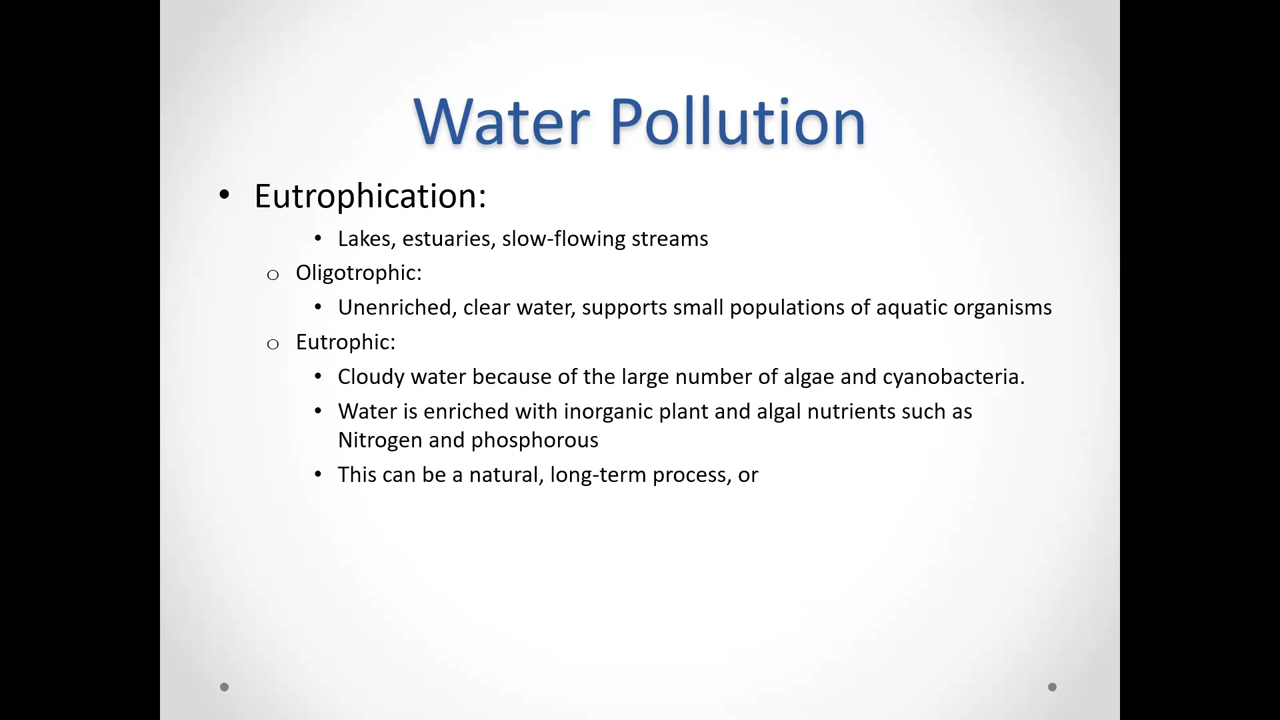 Water Pollution
• Eutrophication:
• Lakes, estuaries, slow-flowing streams
o Oligotrophic:
• Unenriched, clear water, supports small populations of aquatic organisms
o Eutrophic:
• Cloudy water because of the large number of algae and cyanobacteria.
• Water is enriched with inorganic plant and algal nutrients such as
Nitrogen and phosphorous
• This can be a natural, long-term process, or